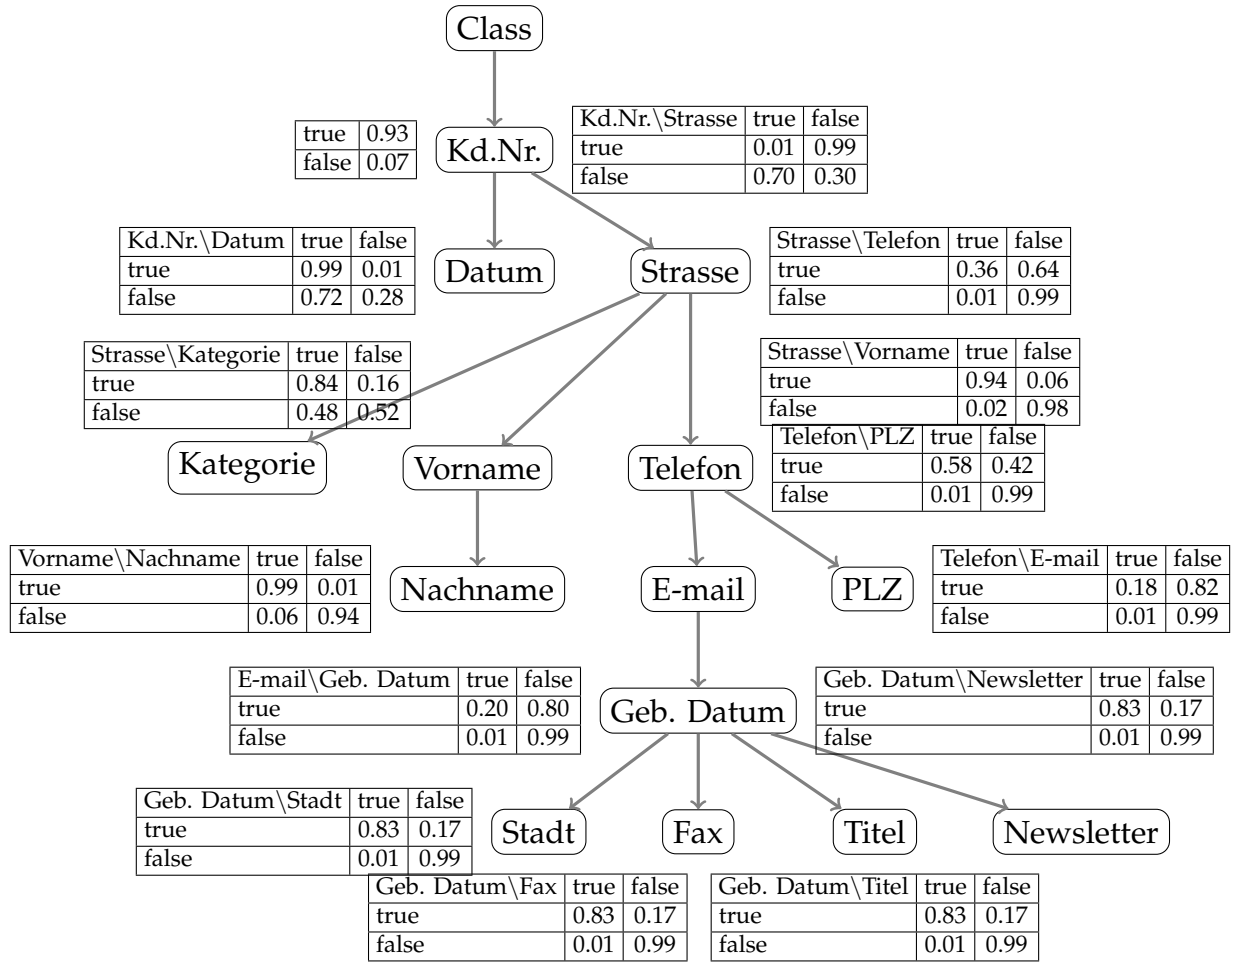 Class
true 0.93
false 0.07
Kd.Nr.
Kd.Nr.\Strasse true false
true 0.01 0.99
false 0.70 0.30
Kd.Nr.\Datum true false
true 0.99 0.01
false 0.72 0.28
Datum
Strasse
Strasse\Telefon true false
true 0.36 0.64
false 0.01 0.99
Strasse\Kategorie true false
true 0.84 0.16
false 0.48 0.52
Strasse\Vorname true false
true 0.94 0.06
false 0.02 0.98
Kategorie
Vorname
Telefon
Telefon\PLZ true false
true 0.58 0.42
false 0.01 0.99
Vorname\Nachname true false
true 0.99 0.01
false 0.06 0.94
Nachname
E-mail
PLZ
Telefon\E-mail true false
true 0.18 0.82
false 0.01 0.99
E-mail\Geb. Datum true false
true 0.20 0.80
false 0.01 0.99
Geb. Datum
Geb. Datum\Newsletter true false
true 0.83 0.17
false 0.01 0.99
Geb. Datum\Stadt true false
true 0.83 0.17
false 0.01 0.99
Stadt
Fax
Titel
Newsletter
Geb. Datum\Fax true false
true 0.83 0.17
false 0.01 0.99
Geb. Datum\Titel true false
true 0.83 0.17
false 0.01 0.99